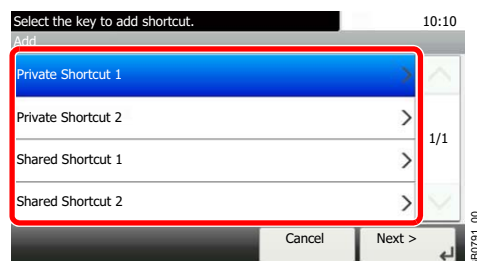 Select the key to add shortcut. 10:10
Add
Private Shortcut 1
Private Shortcut 2
1/1
Shared Shortcut 1
Shared Shortcut 2
Cancel Next >